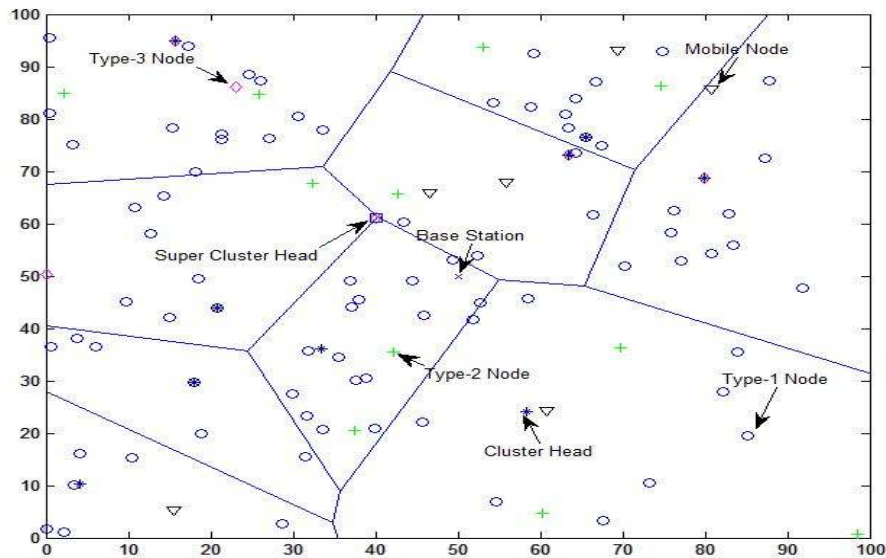 100
90
80
70
60
50
40
30
20
10
0
Type-3 Node
Mobile Node
Super Cluster Head
Base Station
Type-2 Node
Type-1 Node
Cluster Head
0 10 20 30 40 50 60 70 80 90 100